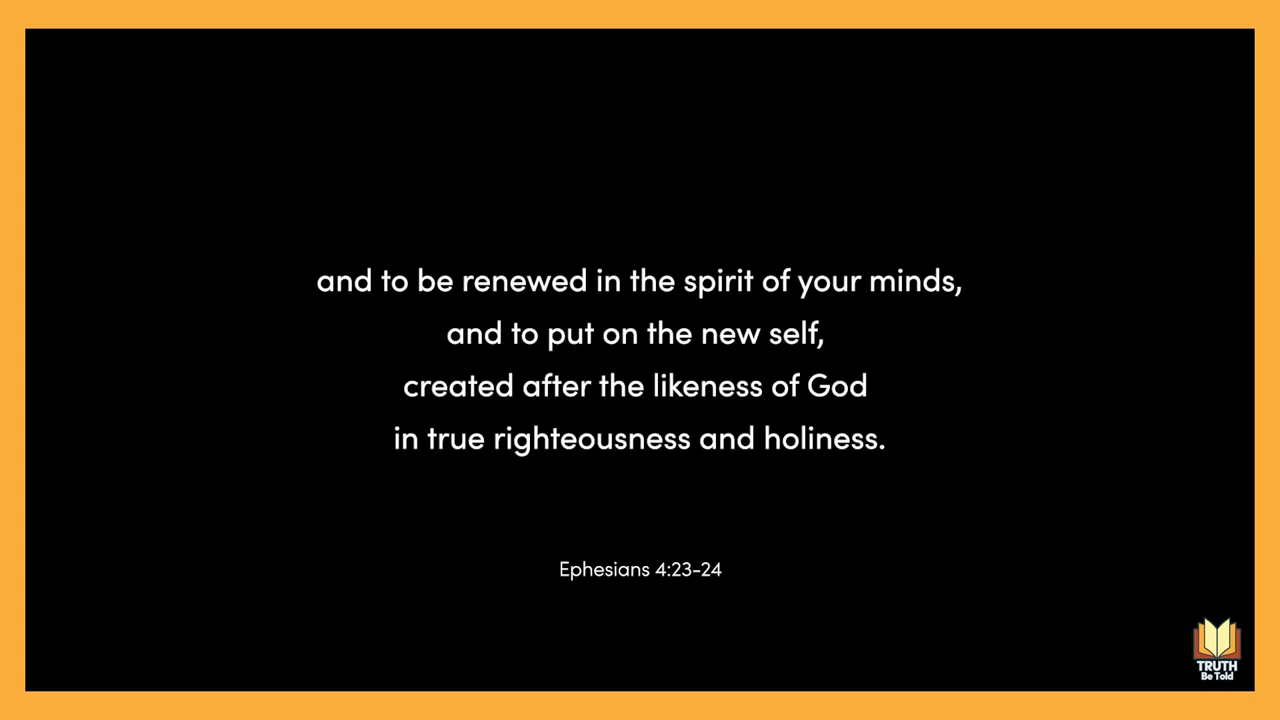 and to be renewed in the spirit of your minds,
and to put on the new self,
created after the likeness of God
in true righteousness and holiness.
Ephesians 4:23-24
TRUTH
Be Told